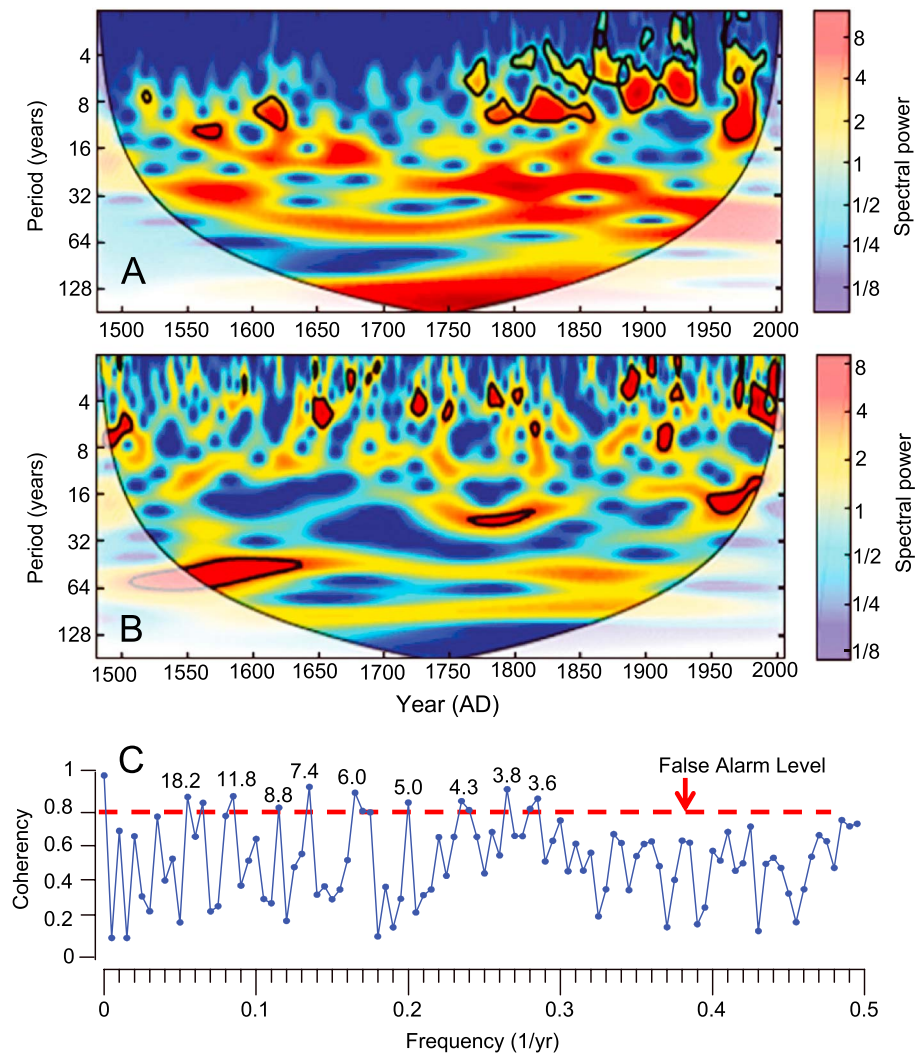 4
8
16
32
64
128
Period (years)
A
1500 1550 1600 1650 1700 1750 1800 1850 1900 1950 2000
8
4
2
1
1/2
1/4
1/8
Spectral power
4
8
16
32
64
128
Period (years)
B
1500 1550 1600 1650 1700 1750 1800 1850 1900 1950 2000
Year (AD)
8
4
2
1
1/2
1/4
1/8
Spectral power
C
False Alarm Level
18.2 11.8 8.8 7.4 6.0 5.0 4.3 3.8 3.6
1
0.8
0.6
0.4
0.2
0
Coherency
0 0.1 0.2 0.3 0.4 0.5
Frequency (1/yr)